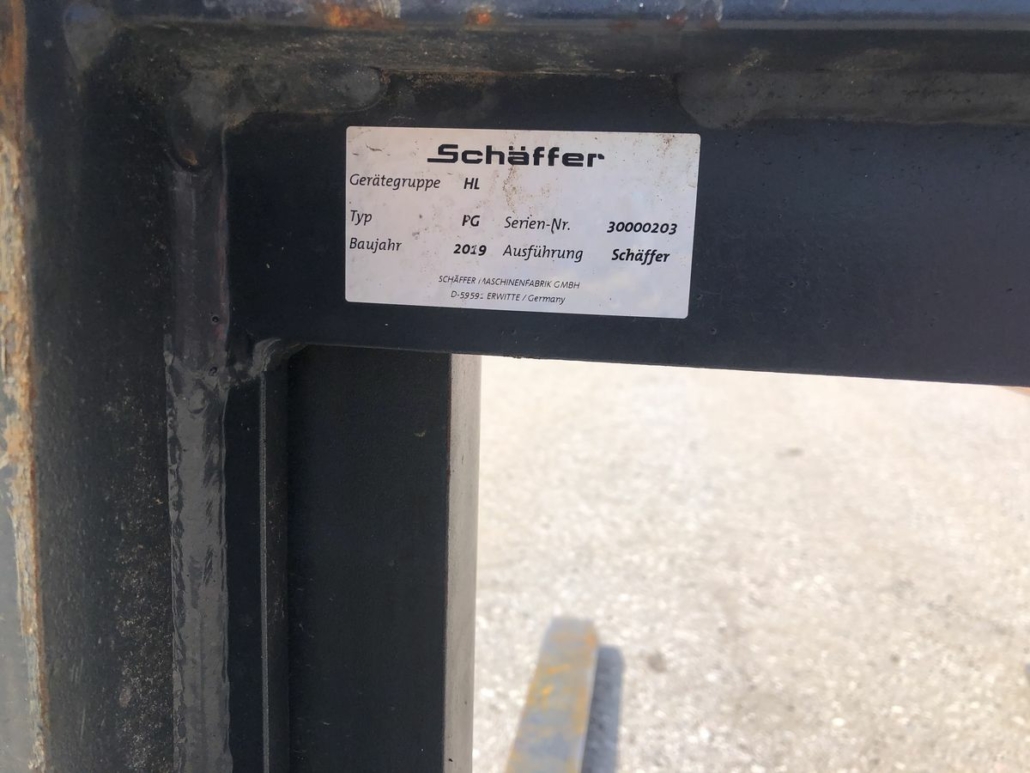 Schäffer
Gerätegruppe HL
Typ PG Serien-Nr. 30000203
Baujahr 2019 Ausführung Schäffer
SCHÄFFER MASCHINENFABRIK GMBH
ERWITTE / Germany